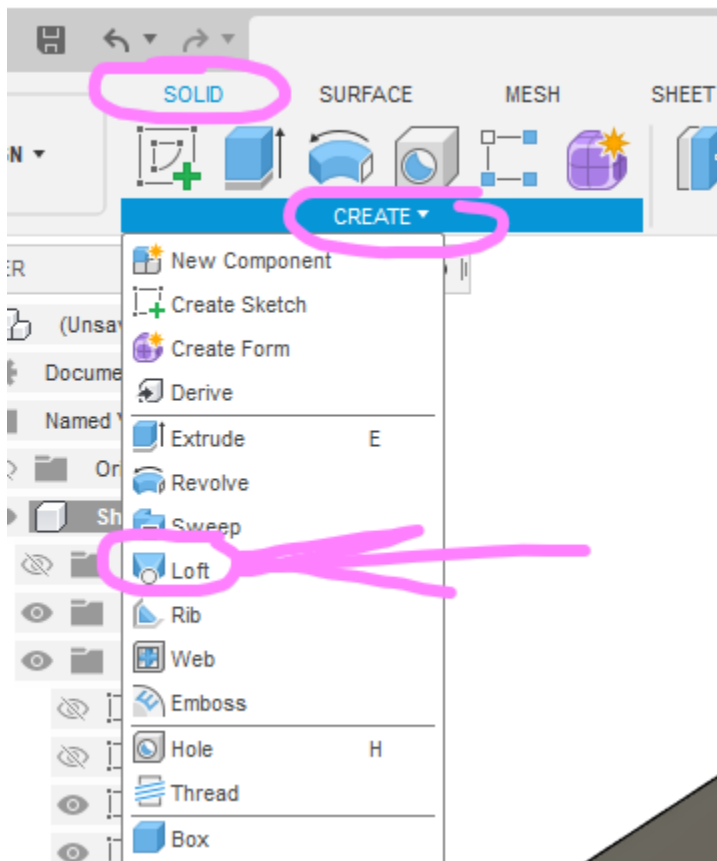 SOLID SURFACE MESH SHEET
CREATE
New Component
(Unsav
Create Sketch
Create Form
Docume
Derive
Named
Extrude E
Ori
Revolve
Sh
Sweep
Loft
Rib
Web
Emboss
Hole H
Thread
Box